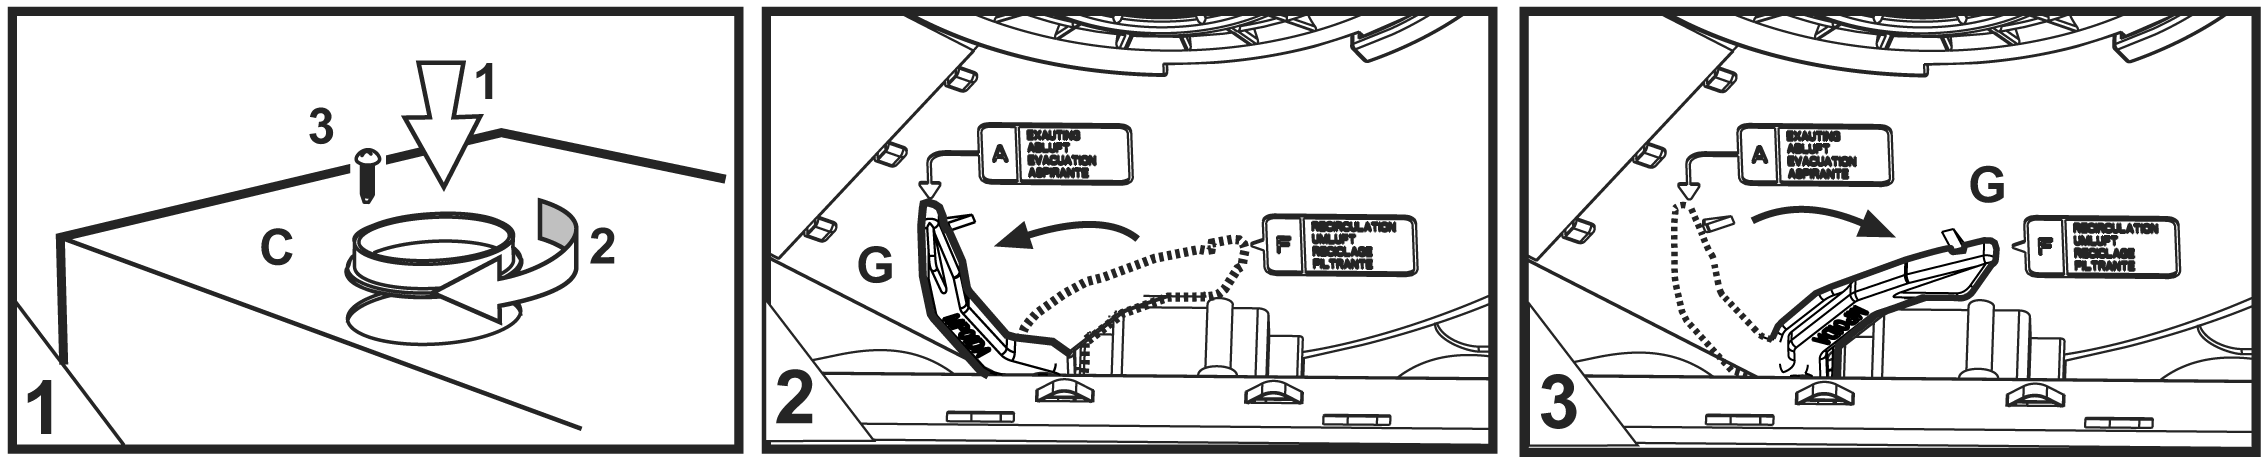 1
3
C
2
1
A
EXAUTING
ABLUFT
EVACUATION
ASPIRANTE
G
F
RECIRCULATION
UMLUFT
RECICLAGE
FILTRANTE
2
A
EXAUTING
ABLUFT
EVACUATION
ASPIRANTE
G
F
RECIRCULATION
UMLUFT
RECICLAGE
FILTRANTE
3